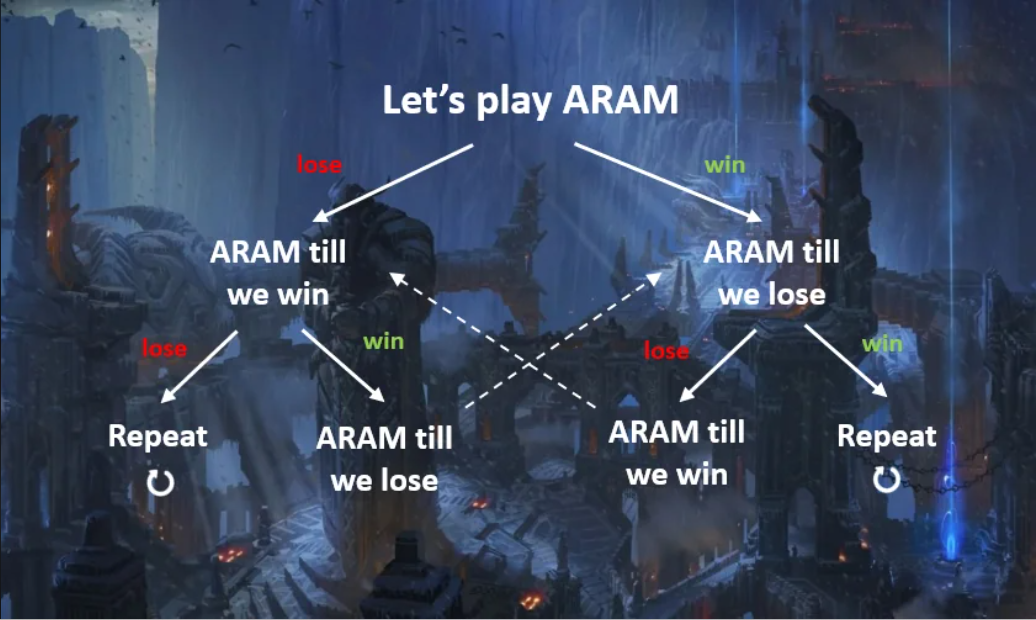 Let's play ARAM
lose
win
ARAM till
we win
ARAM till
we lose
lose
win
lose
win
Repeat
ARAM till
we lose
ARAM till
we win
Repeat